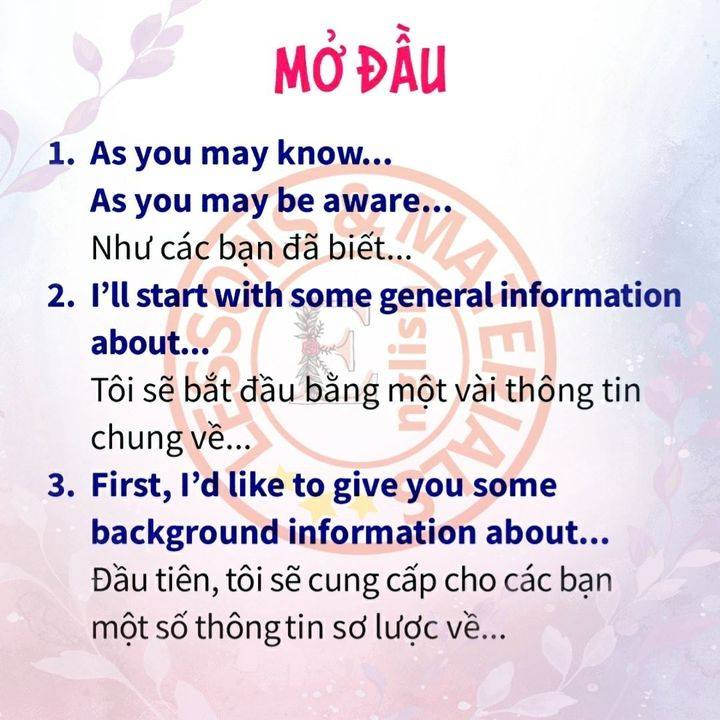 MỞ ĐẦU
1. As you may know...
As you may be aware...
Như các bạn đã biết...
2. I'll start with some general information
about...
Tôi sẽ bắt đầu bằng một vài thông tin
chung về...
3. First, I'd like to give you some
background information about...
Đầu tiên, tôi sẽ cung cấp cho các bạn
một số thông tin sơ lược về...
LESSONS & MATERIALS
English